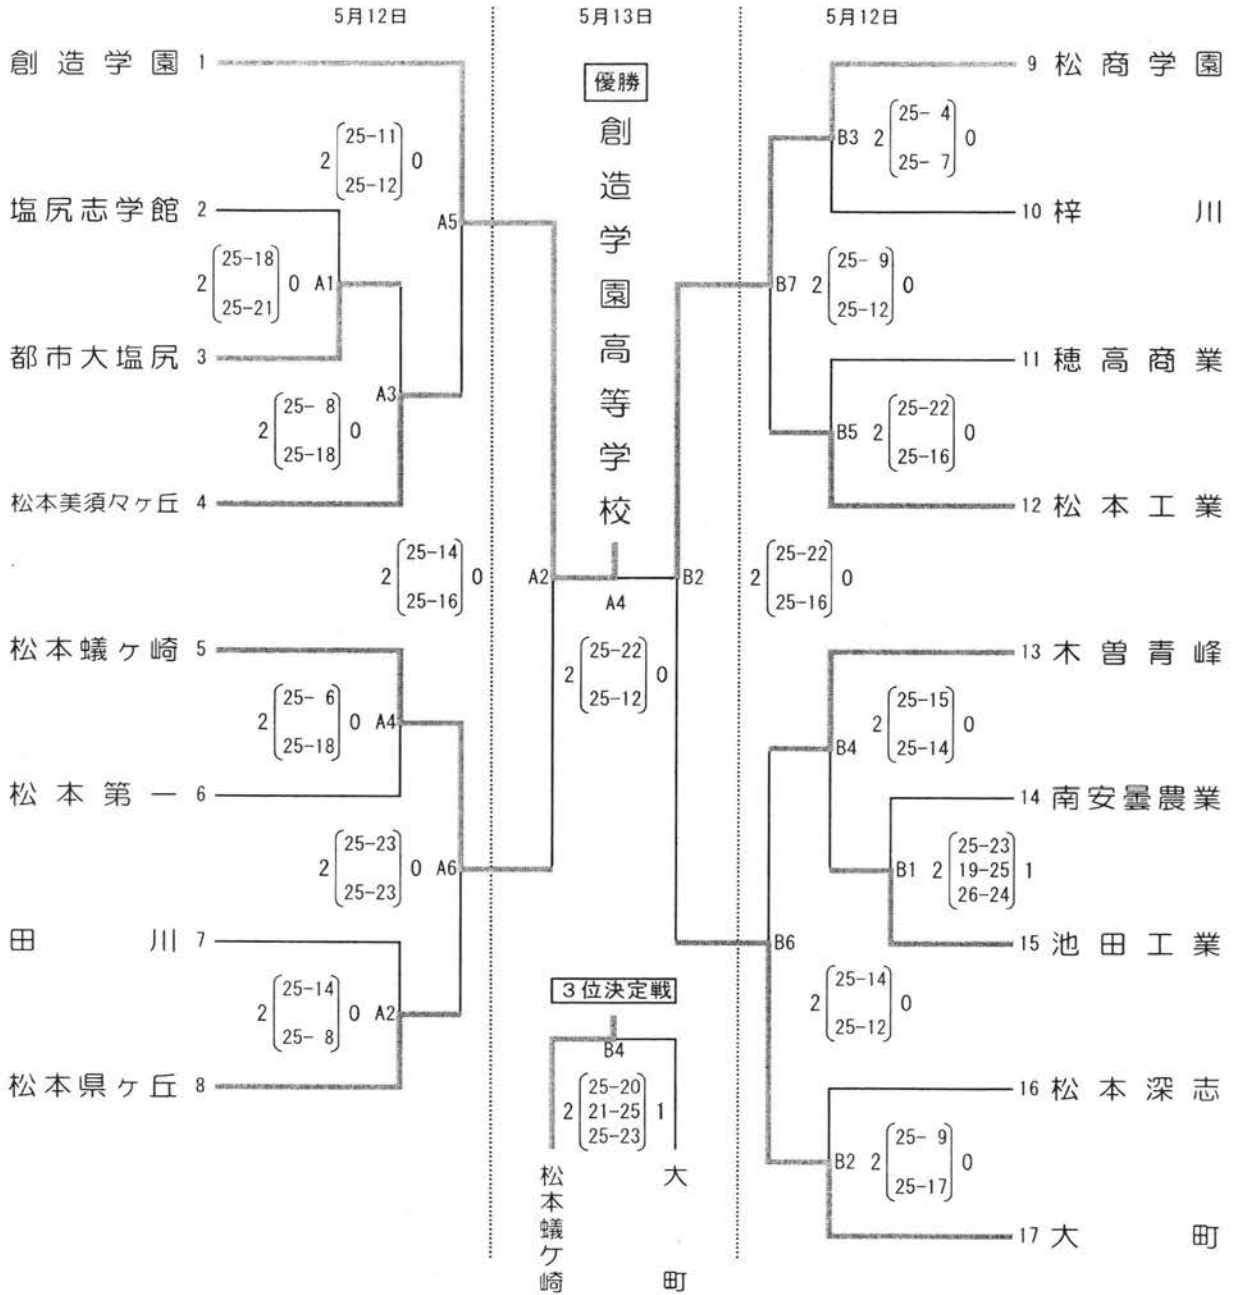 5月12日
5月13日
5月12日
創造学園 1
塩尻志学館 2
都市大塩尻 3
松本美須々ヶ丘 4
松本蟻ヶ崎 5
松本第一 6
田川 7
松本県ヶ丘 8
2 25-11 0
25-12
A5
2 25-18 0 A1
25-21
2 25- 8 0
25-18
A3
2 25-14 0 A2
25-16
2 25- 6 0 A4
25-18
2 25-23 0 A6
25-23
2 25-14 0 A2
25- 8
優勝
創造学園高等学校
A4
2 25-22 0
25-12
3位決定戦
B4
2 25-20 1
21-25
25-23
松本蟻ケ崎
大町
9 松商学園
10 梓川
11 穂高商業
12 松本工業
13 木曽青峰
14 南安曇農業
15 池田工業
16 松本深志
17 大町
B3 2 25- 4 0
25- 7
B7 2 25- 9 0
25-12
B5 2 25-22 0
25-16
B2 2 25-22 0
25-16
B4 2 25-15 0
25-14
B1 2 25-23 1
19-25
26-24
B6
2 25-14 0
25-12
B2 2 25- 9 0
25-17